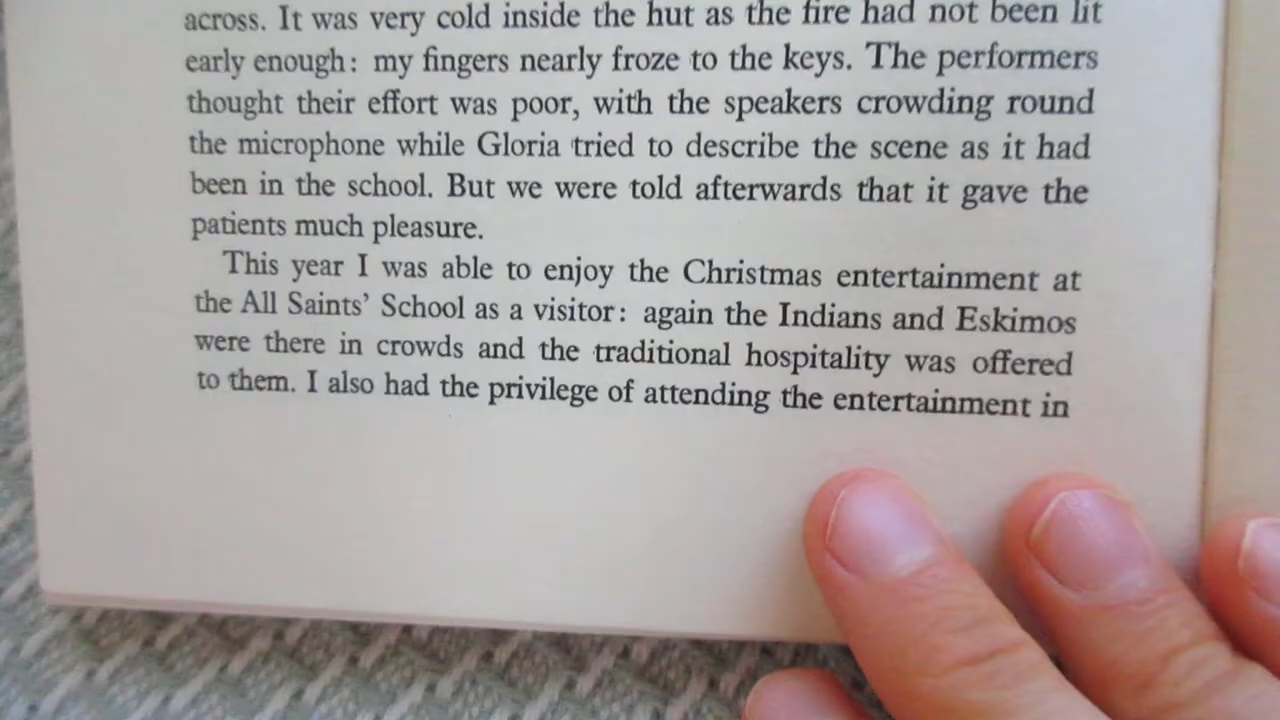 across. It was very cold inside the hut as the fire had not been lit
early enough: my fingers nearly froze to the keys. The performers
thought their effort was poor, with the speakers crowding round
the microphone while Gloria tried to describe the scene as it had
been in the school. But we were told afterwards that it gave the
patients much pleasure.
This year I was able to enjoy the Christmas entertainment at
the All Saints' School as a visitor: again the Indians and Eskimos
were there in crowds and the traditional hospitality was offered
to them. I also had the privilege of attending the entertainment in